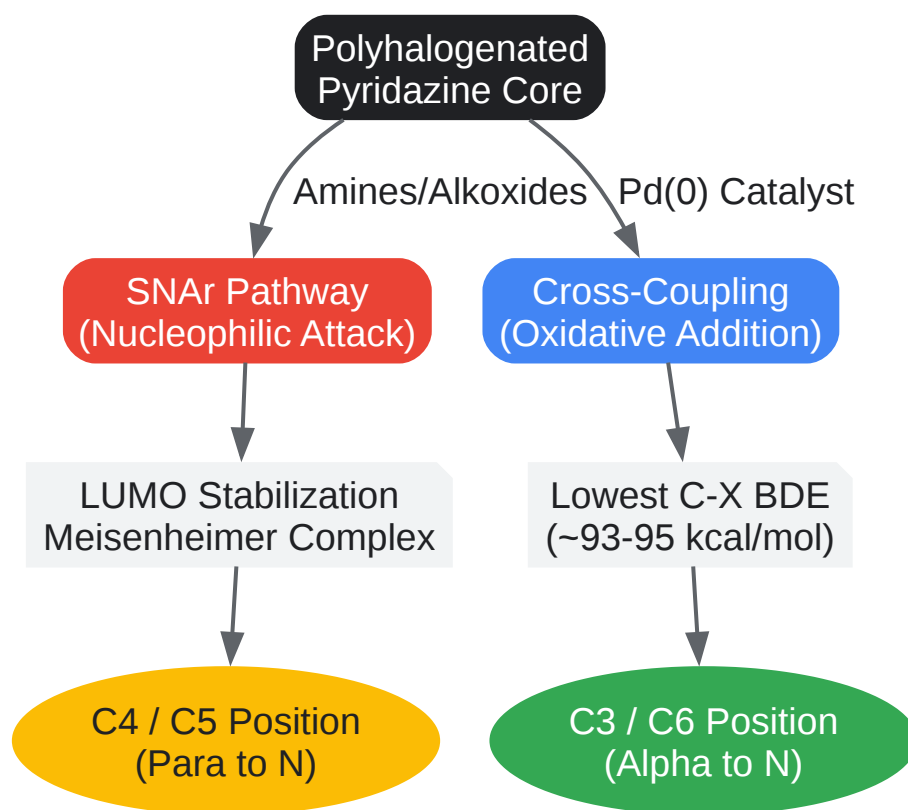 Polyhalogenated
Pyridazine Core
Amines/Alkoxides
Pd(0) Catalyst
SNAr Pathway
(Nucleophilic Attack)
Cross-Coupling
(Oxidative Addition)
LUMO Stabilization
Meisenheimer Complex
Lowest C-X BDE
(~93-95 kcal/mol)
C4 / C5 Position
(Para to N)
C3 / C6 Position
(Alpha to N)